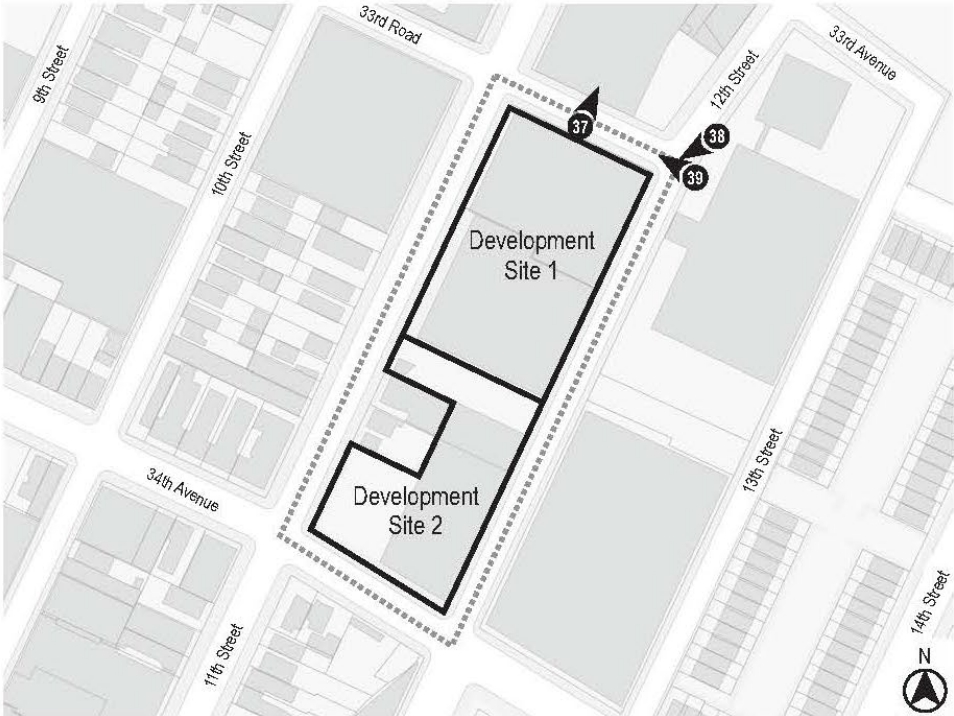 33rd Road
33rd Avenue
9th Street
12th Street
37
38
10th Street
39
Development
Site 1
13th Street
34th Avenue
Development
Site 2
14th Street
11th Street
N